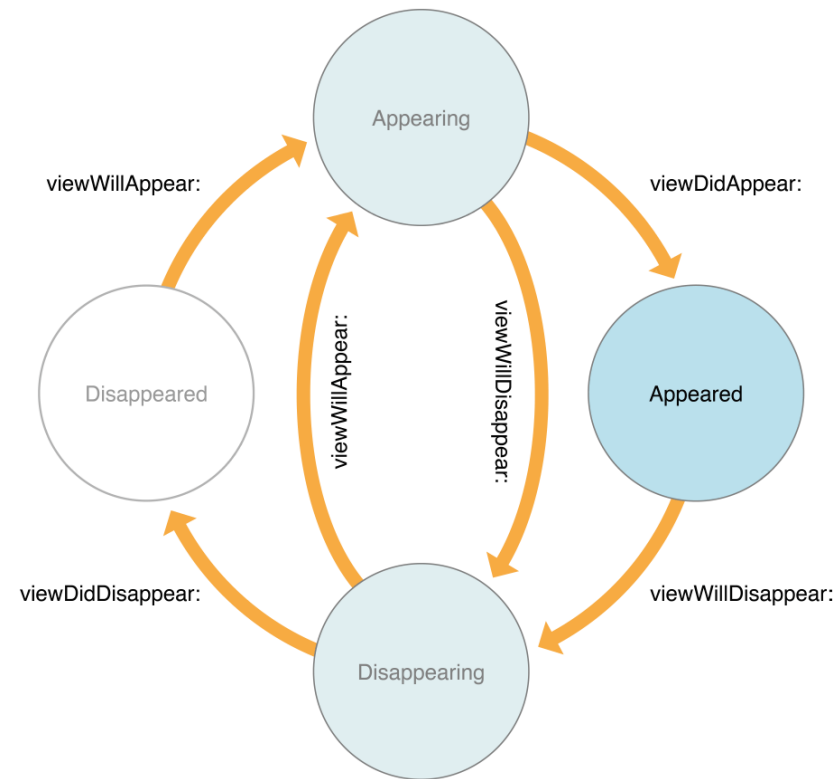 Appearing
viewWillAppear:
viewDidAppear:
viewWillAppear:
viewWillDisappear:
Disappeared
Appeared
viewDidDisappear:
viewWillDisappear:
Disappearing